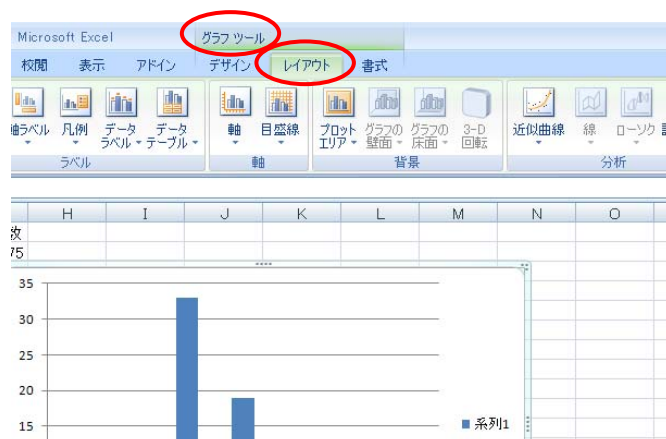 Microsoft Excel グラフ ツール
校閲 表示 アドイン デザイン レイアウト 書式
軸ラベル 凡例 データ ラベル データ テーブル 軸 目盛線 プロット エリア グラフの 壁面 グラフの 床面 3-D 回転 近似曲線 線 ローソク
ラベル 軸 背景 分析
H I J K L M N O
数
75
35
30
25
20
15
系列1